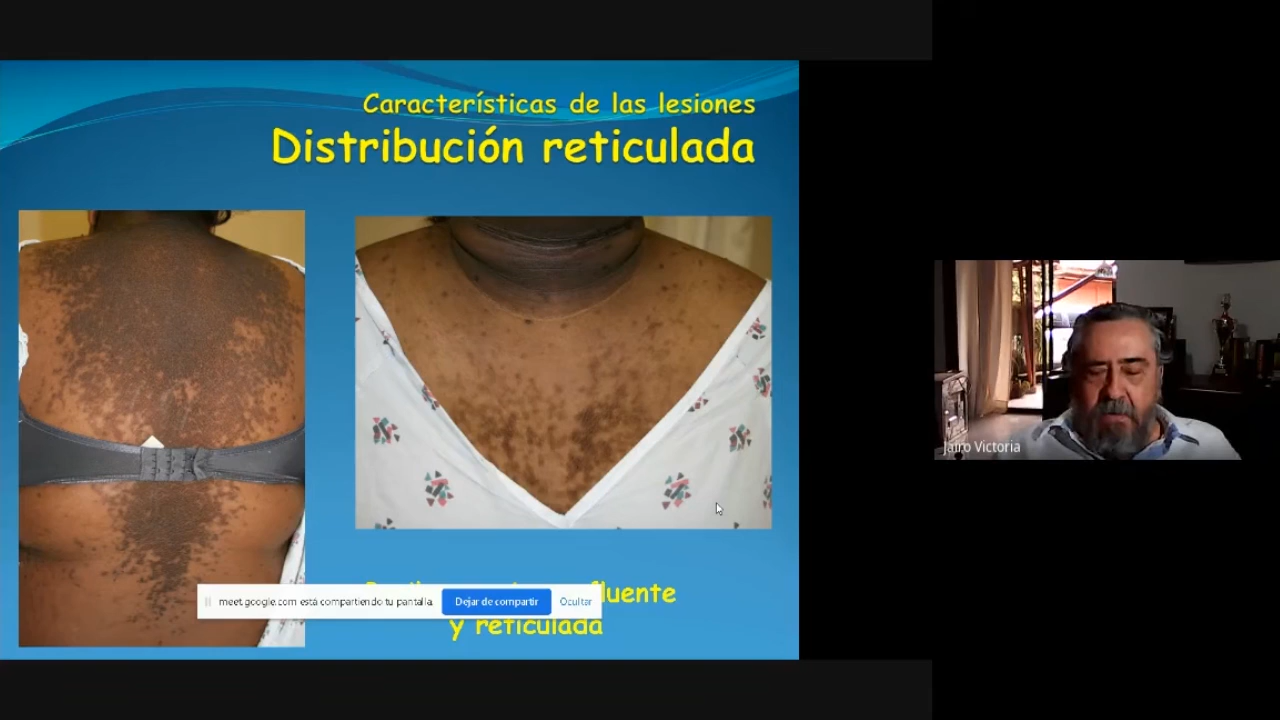 Características de las lesiones
Distribución reticulada
Jairo Victoria
fluente
meet.google.com está compartiendo tu pantalla.
Dejar de compartir
Ocultar
y reticulada